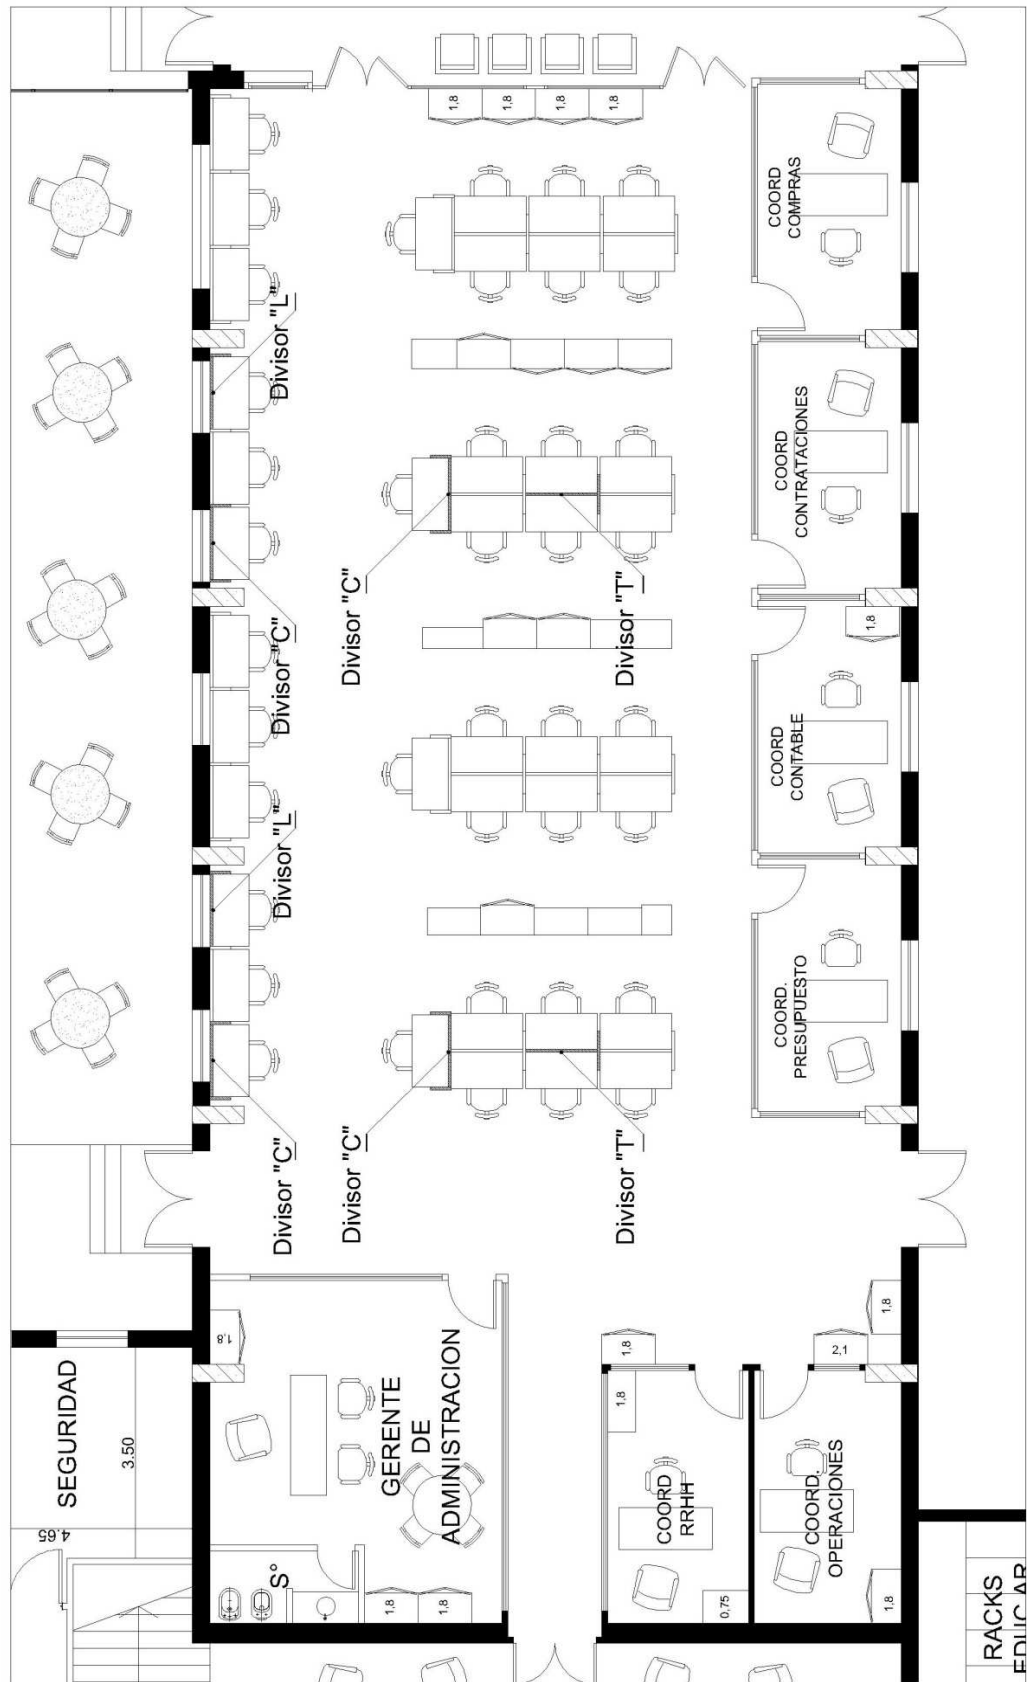 1,8
1,8
1,8
1,8
COORD
COMPRAS
Divisor "L"
COORD
CONTRATACIONES
Divisor "C"
Divisor "T"
Divisor "C"
1,8
COORD
CONTABLE
Divisor "L"
COORD.
PRESUPUESTO
Divisor "C"
Divisor "C"
Divisor "T"
1,8
1,8
1,8
2,1
SEGURIDAD
3.50
4.65
GERENTE
DE
ADMINISTRACION
1,8
COORD
RRHH
COORD.
OPERACIONES
S°
1,8
1,8
0,75
1,8
RACKS
EDUC.AR